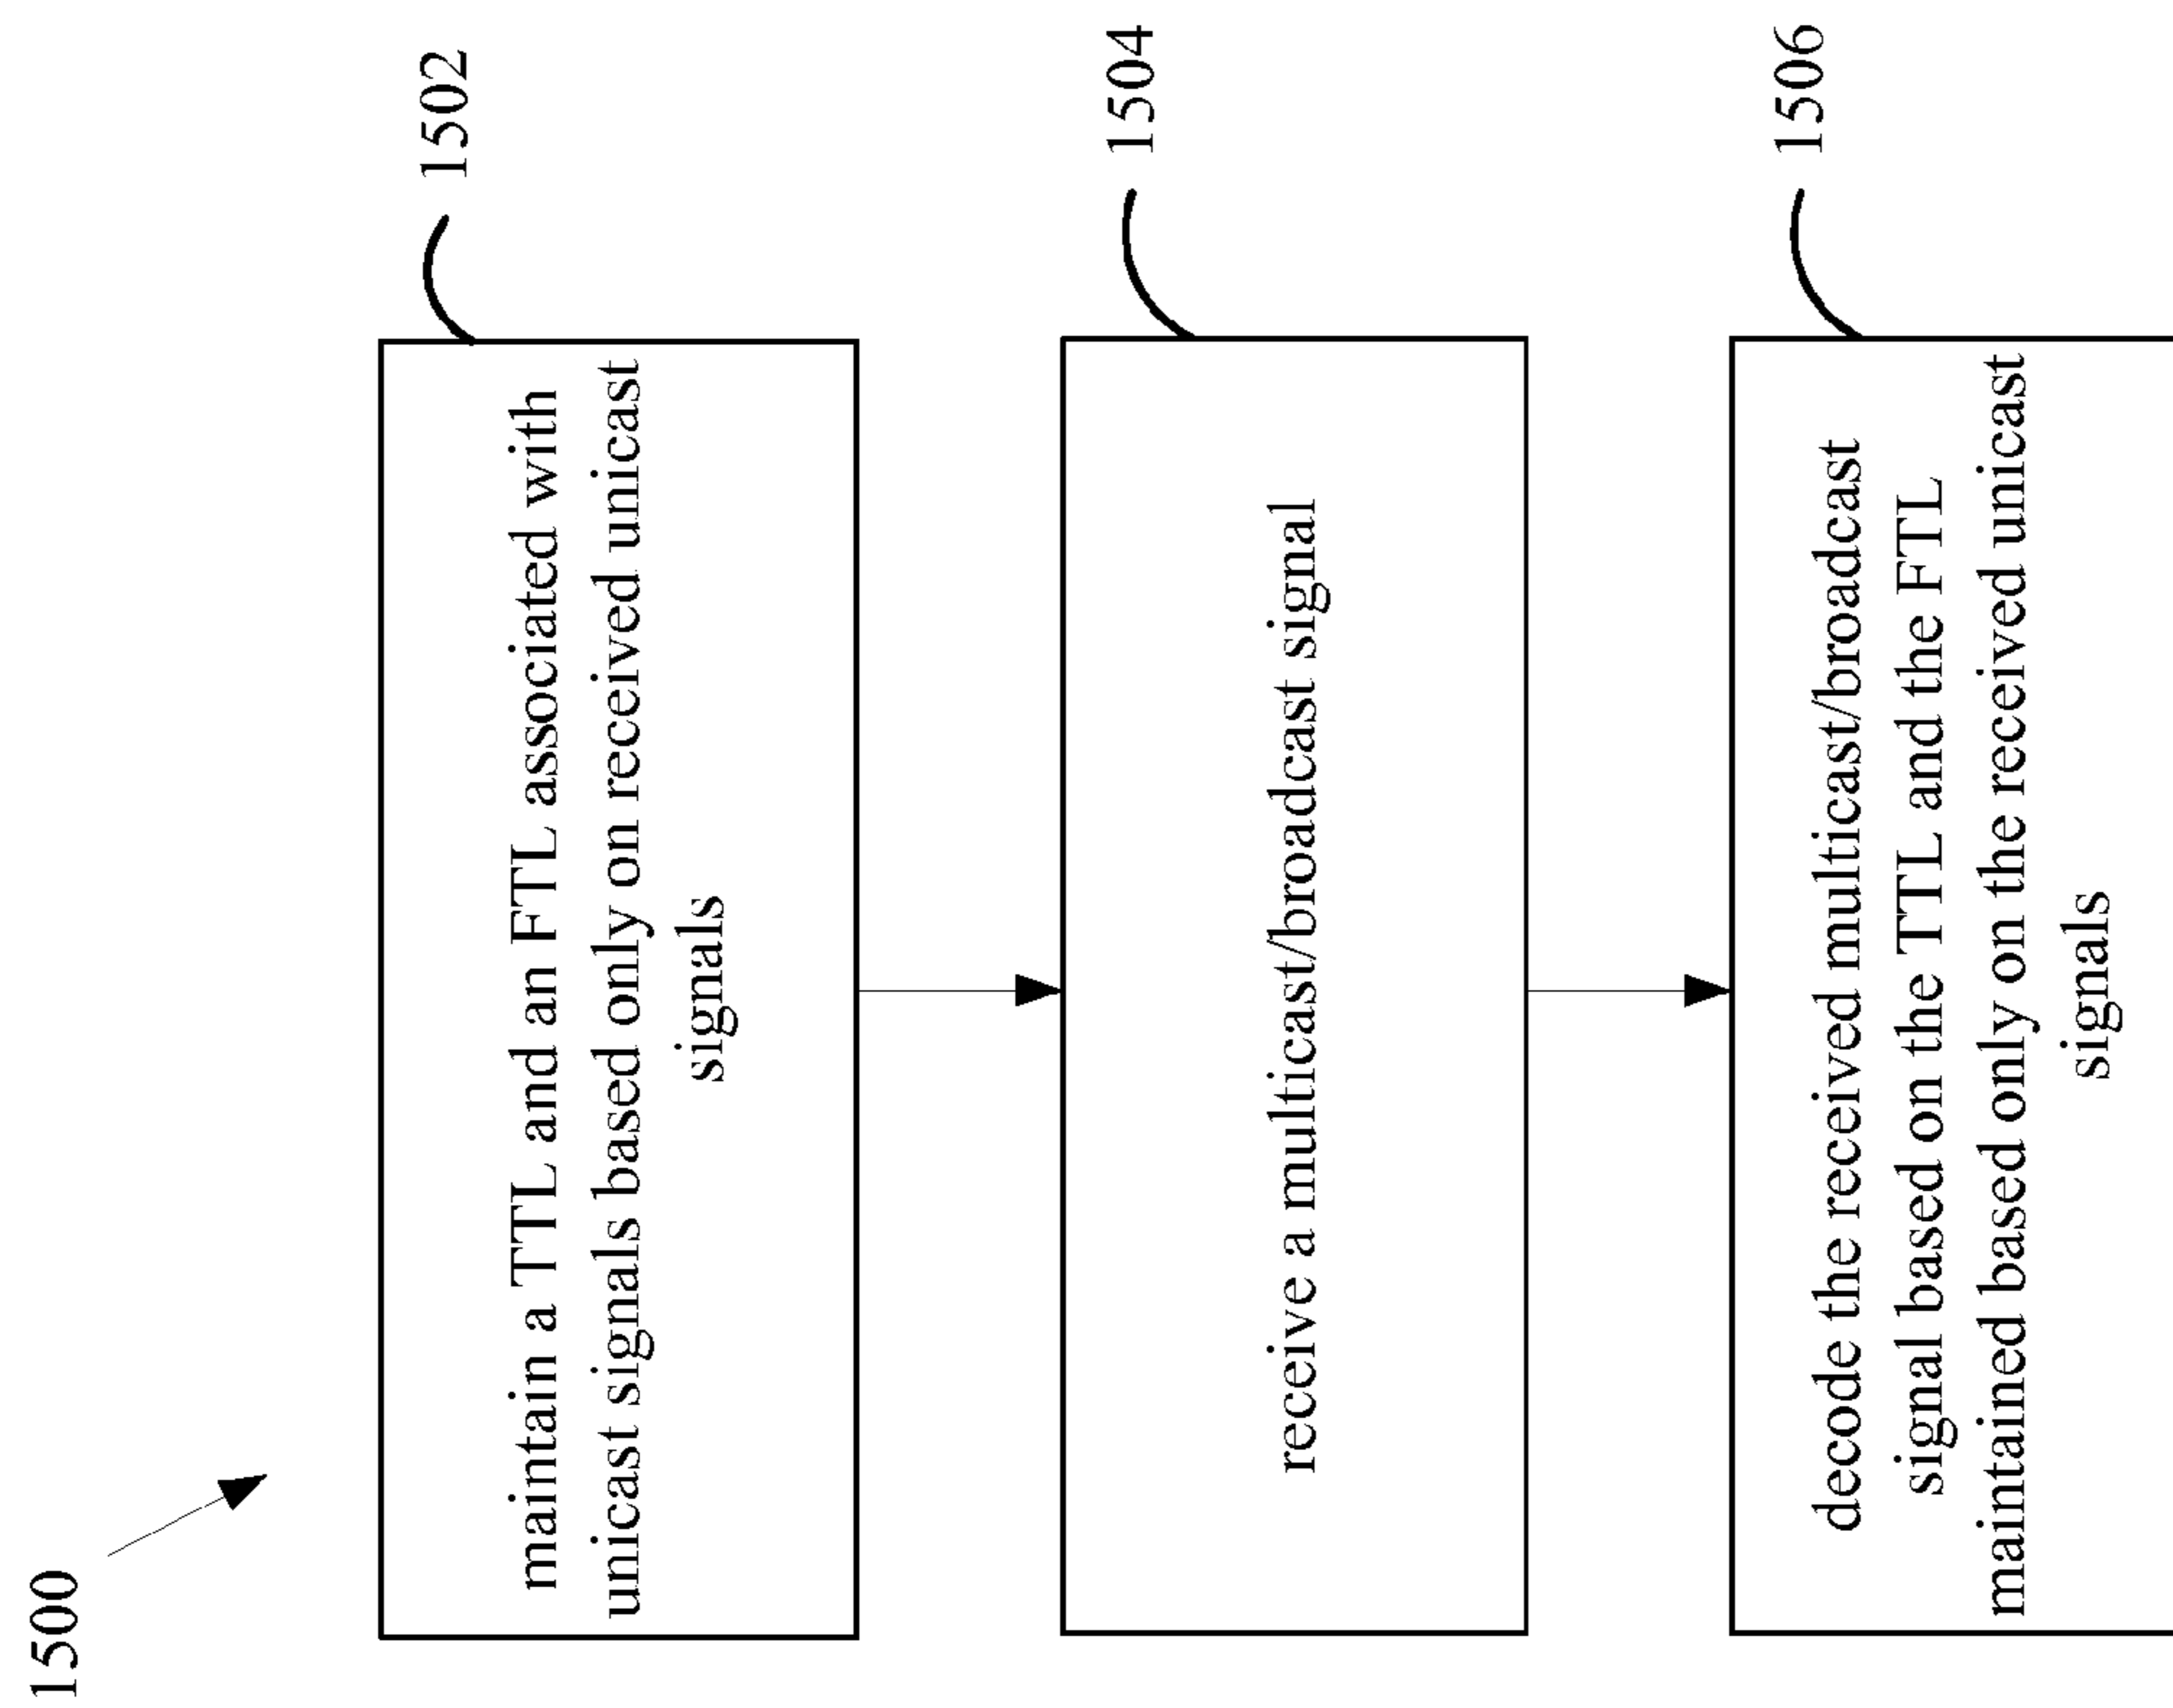 1500
1502
maintain a TTL and an FTL associated with
unicast signals based only on received unicast
signals
1504
receive a multicast/broadcast signal
1506
decode the received multicast/broadcast
signal based on the TTL and the FTL
maintained based only on the received unicast
signals